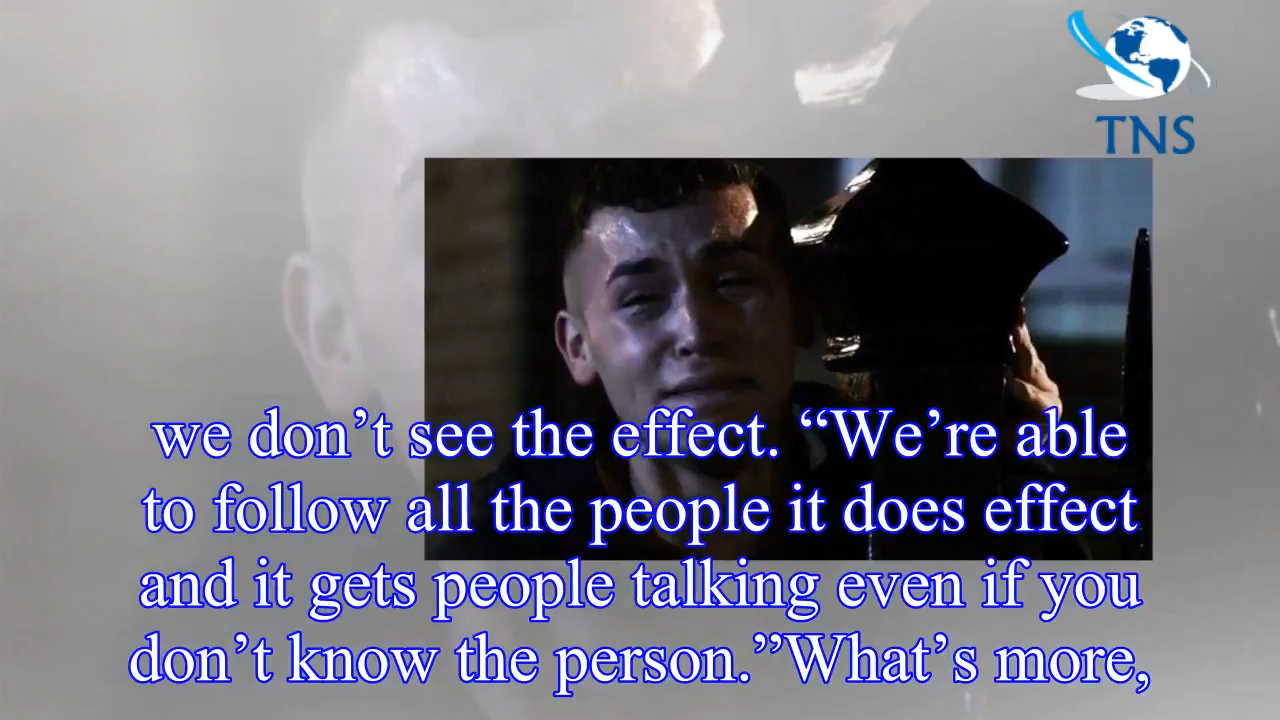 TNS
we don’t see the effect. “We’re able
to follow all the people it does effect
and it gets people talking even if you
don’t know the person.”What’s more,